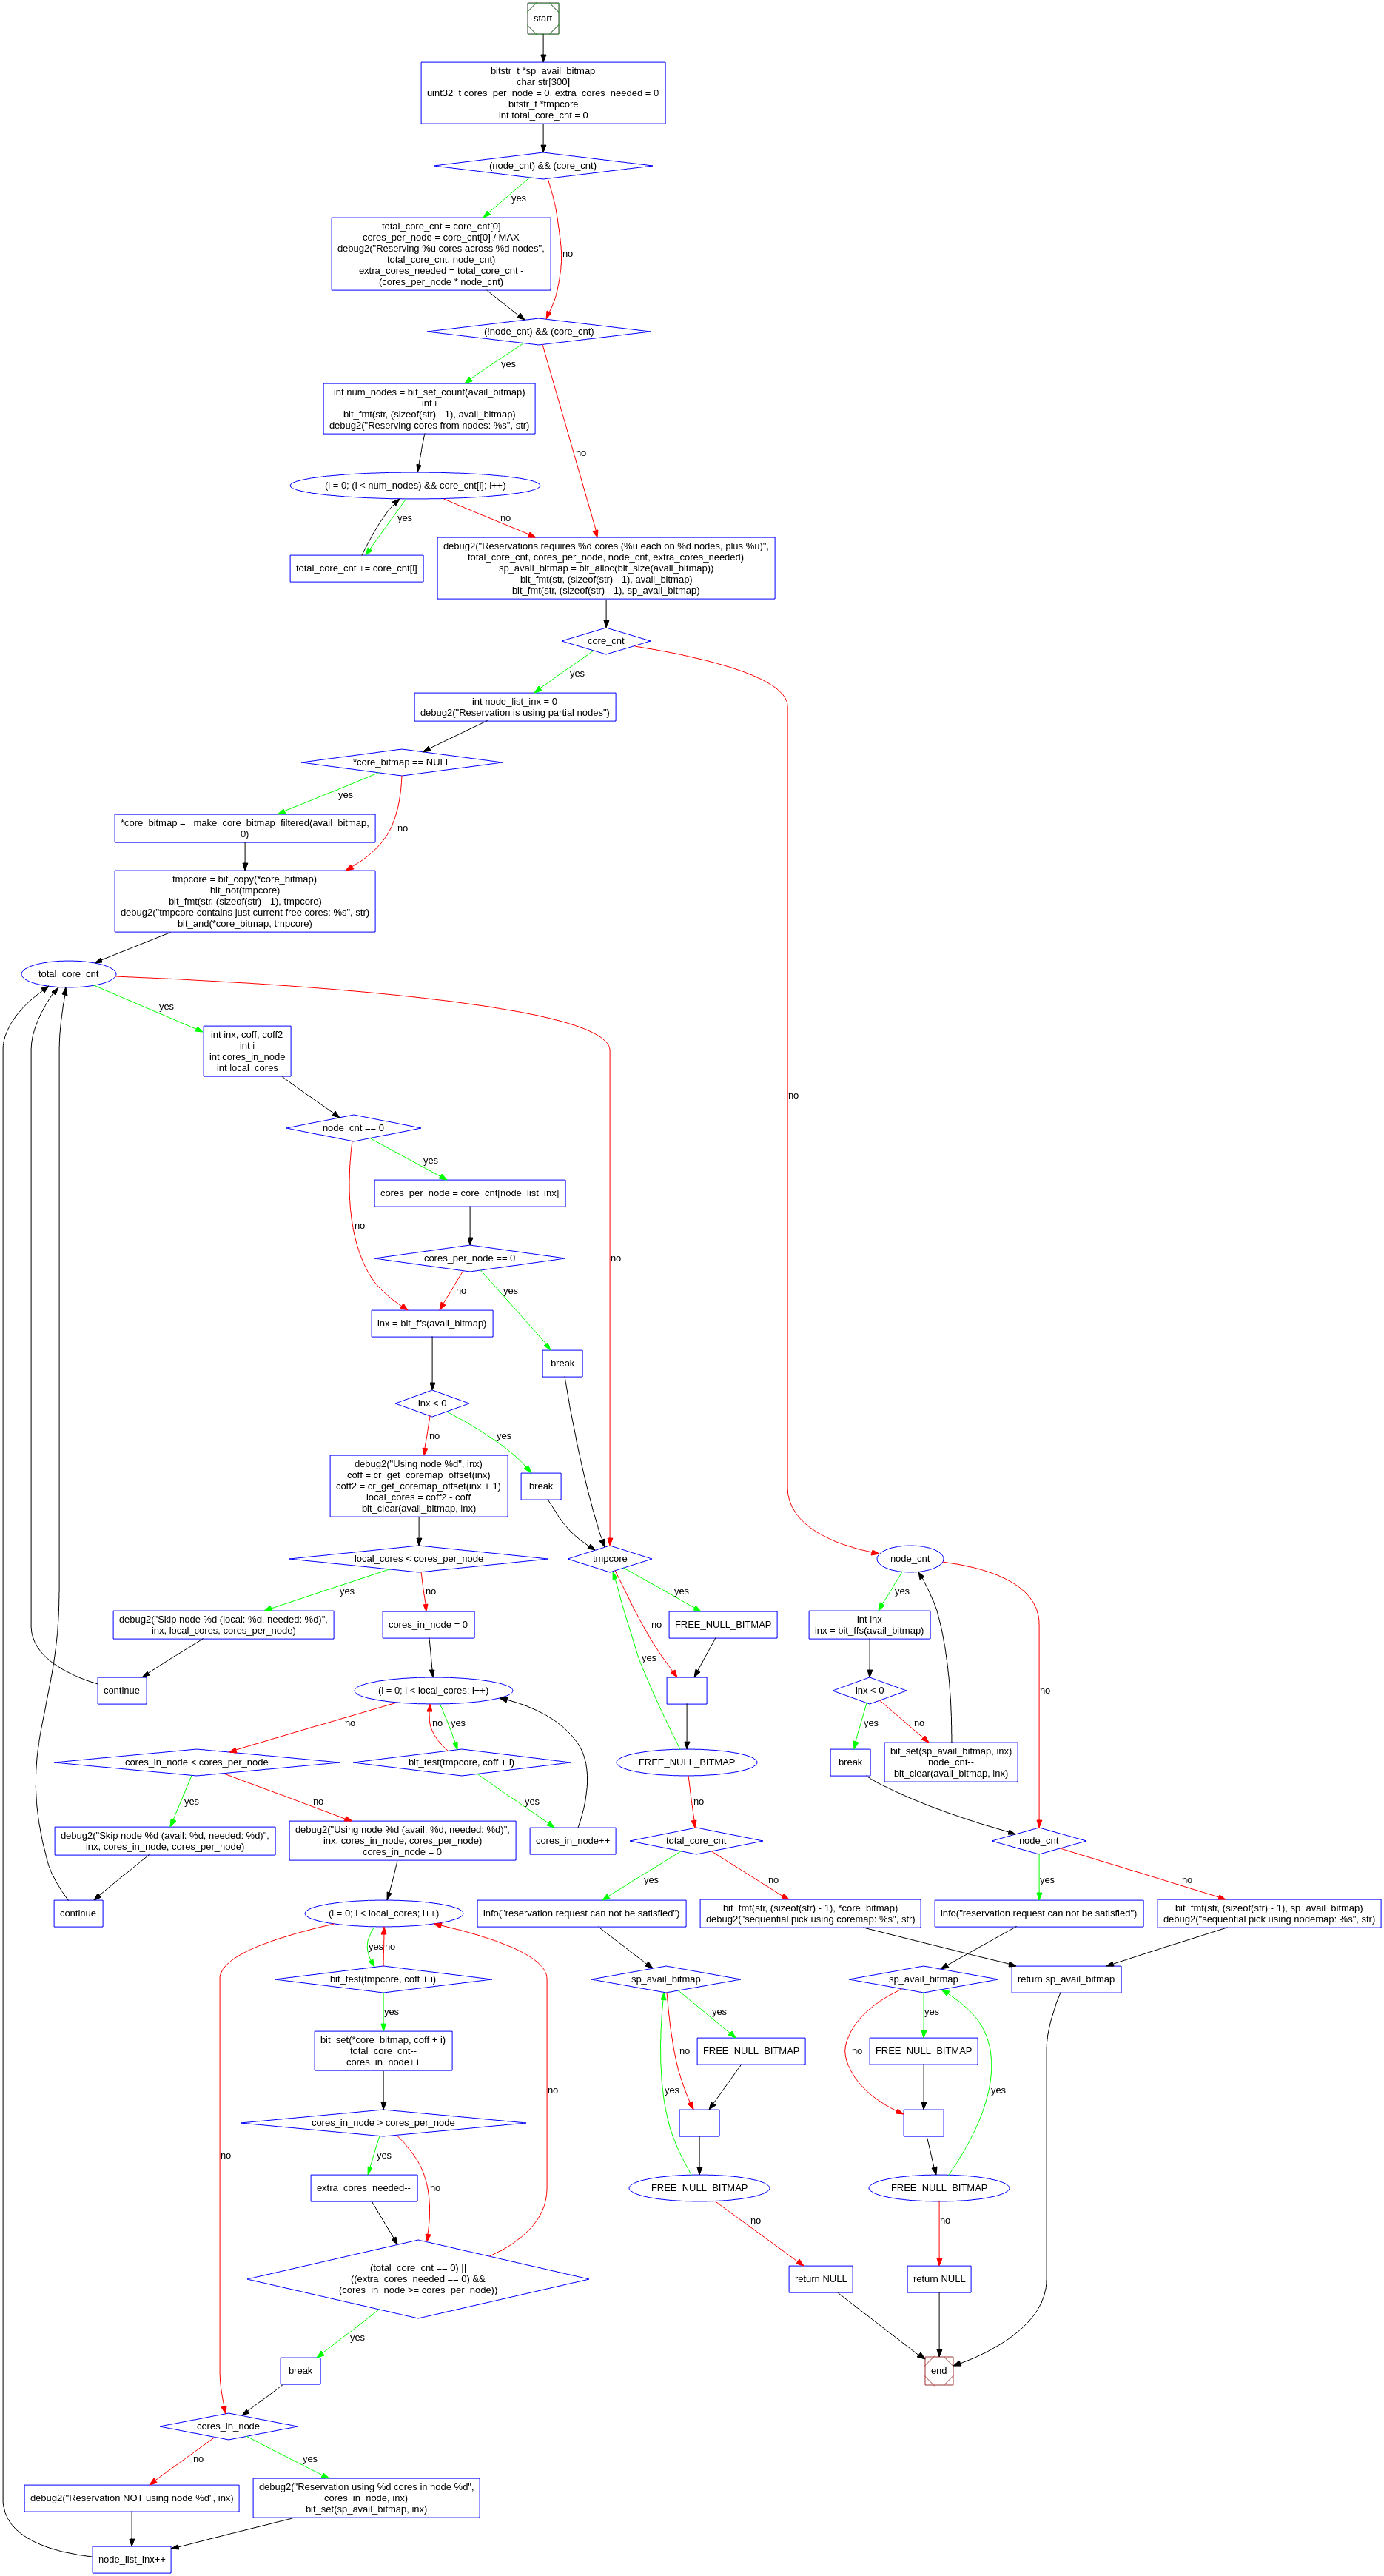 start
bitstr_t *sp_avail_bitmap
char str[300]
uint32_t cores_per_node = 0, extra_cores_needed = 0
bitstr_t *tmpcore
int total_core_cnt = 0
(node_cnt) && (core_cnt)
yes
total_core_cnt = core_cnt[0]
cores_per_node = core_cnt[0] / MAX
debug2("Reserving %u cores across %d nodes",
total_core_cnt, node_cnt)
extra_cores_needed = total_core_cnt -
(cores_per_node * node_cnt)
no
(!node_cnt) && (core_cnt)
yes
int num_nodes = bit_set_count(avail_bitmap)
int i
bit_fmt(str, (sizeof(str) - 1), avail_bitmap)
debug2("Reserving cores from nodes: %s", str)
no
(i = 0; (i < num_nodes) && core_cnt[i]; i++)
yes
no
total_core_cnt += core_cnt[i]
debug2("Reservations requires %d cores (%u each on %d nodes, plus %u)",
total_core_cnt, cores_per_node, node_cnt, extra_cores_needed)
sp_avail_bitmap = bit_alloc(bit_size(avail_bitmap))
bit_fmt(str, (sizeof(str) - 1), avail_bitmap)
bit_fmt(str, (sizeof(str) - 1), sp_avail_bitmap)
core_cnt
yes
int node_list_inx = 0
debug2("Reservation is using partial nodes")
*core_bitmap == NULL
yes
*core_bitmap = _make_core_bitmap_filtered(avail_bitmap,
0)
no
tmpcore = bit_copy(*core_bitmap)
bit_not(tmpcore)
bit_fmt(str, (sizeof(str) - 1), tmpcore)
debug2("tmpcore contains just current free cores: %s", str)
bit_and(*core_bitmap, tmpcore)
total_core_cnt
yes
int inx, coff, coff2
int i
int cores_in_node
int local_cores
no
node_cnt == 0
yes
cores_per_node = core_cnt[node_list_inx]
no
cores_per_node == 0
no
no
yes
inx = bit_ffs(avail_bitmap)
break
inx < 0
no
yes
debug2("Using node %d", inx)
coff = cr_get_coremap_offset(inx)
coff2 = cr_get_coremap_offset(inx + 1)
local_cores = coff2 - coff
bit_clear(avail_bitmap, inx)
break
local_cores < cores_per_node
tmpcore
node_cnt
yes
no
yes
yes
debug2("Skip node %d (local: %d, needed: %d)",
inx, local_cores, cores_per_node)
cores_in_node = 0
no
FREE_NULL_BITMAP
int inx
inx = bit_ffs(avail_bitmap)
yes
continue
(i = 0; i < local_cores; i++)
inx < 0
no
no
no
yes
yes
no
cores_in_node < cores_per_node
bit_test(tmpcore, coff + i)
FREE_NULL_BITMAP
break
bit_set(sp_avail_bitmap, inx)
node_cnt--
bit_clear(avail_bitmap, inx)
yes
no
yes
no
debug2("Skip node %d (avail: %d, needed: %d)",
inx, cores_in_node, cores_per_node)
debug2("Using node %d (avail: %d, needed: %d)",
inx, cores_in_node, cores_per_node)
cores_in_node = 0
cores_in_node++
total_core_cnt
node_cnt
yes
no
yes
no
continue
(i = 0; i < local_cores; i++)
info("reservation request can not be satisfied")
bit_fmt(str, (sizeof(str) - 1), *core_bitmap)
debug2("sequential pick using coremap: %s", str)
info("reservation request can not be satisfied")
bit_fmt(str, (sizeof(str) - 1), sp_avail_bitmap)
debug2("sequential pick using nodemap: %s", str)
yes
no
bit_test(tmpcore, coff + i)
sp_avail_bitmap
sp_avail_bitmap
return sp_avail_bitmap
yes
yes
yes
bit_set(*core_bitmap, coff + i)
total_core_cnt--
cores_in_node++
no
FREE_NULL_BITMAP
no
FREE_NULL_BITMAP
no
yes
yes
cores_in_node > cores_per_node
no
yes
no
extra_cores_needed--
FREE_NULL_BITMAP
FREE_NULL_BITMAP
no
no
(total_core_cnt == 0) ||
((extra_cores_needed == 0) &&
(cores_in_node >= cores_per_node))
return NULL
return NULL
yes
break
end
cores_in_node
no
yes
debug2("Reservation NOT using node %d", inx)
debug2("Reservation using %d cores in node %d",
cores_in_node, inx)
bit_set(sp_avail_bitmap, inx)
node_list_inx++